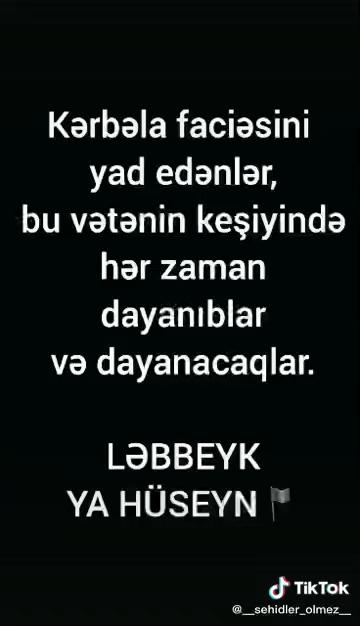 Kərbəla faciəsini
yad edənlər,
bu vətənin keşiyində
hər zaman
dayanıblar
və dayanacaqlar.
LƏBBEYK
YA HÜSEYN🏴
TikTok
@__sehidler_olmez__